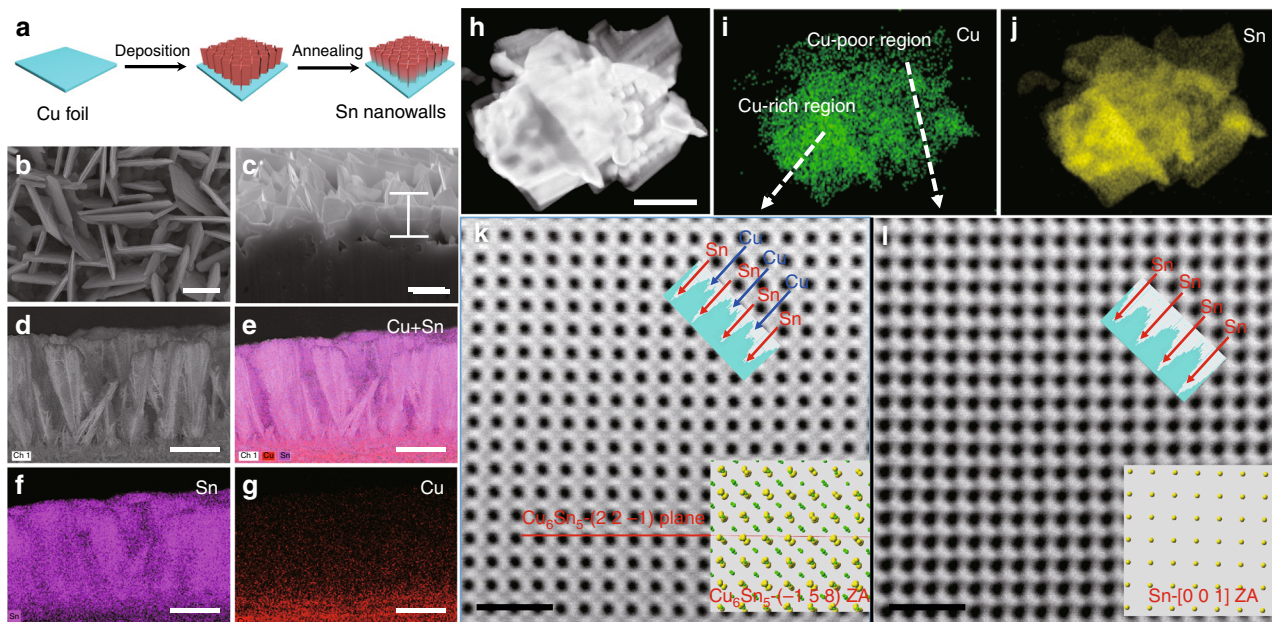 a
Deposition
Annealing
Cu foil
Sn nanowalls
b
c
d
Ch 1
e
Cu+Sn
Ch 1 Cu Sn
f
Sn
Sn
g
Cu
h
i
Cu
Cu-poor region
Cu-rich region
j
Sn
k
Sn
Cu
Sn
Cu
Sn
Cu
Sn
Cu₆Sn₅-(2 2 –1) plane
Cu₆Sn₅-(–1 5 8) ZA
l
Sn
Sn
Sn
Sn
Sn-[0 0 1] ZA